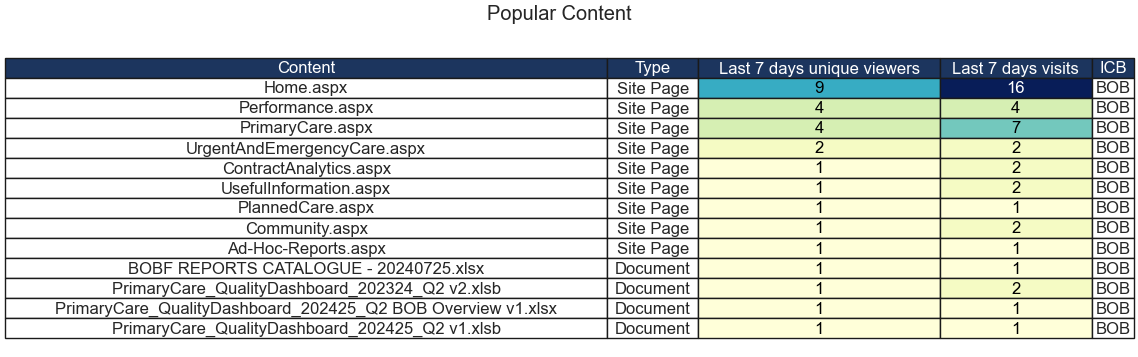 Popular Content
Content Type Last 7 days unique viewers Last 7 days visits ICB
Home.aspx Site Page 9 16 BOB
Performance.aspx Site Page 4 4 BOB
PrimaryCare.aspx Site Page 4 7 BOB
UrgentAndEmergencyCare.aspx Site Page 2 2 BOB
ContractAnalytics.aspx Site Page 1 2 BOB
UsefulInformation.aspx Site Page 1 2 BOB
PlannedCare.aspx Site Page 1 1 BOB
Community.aspx Site Page 1 2 BOB
Ad-Hoc-Reports.aspx Site Page 1 1 BOB
BOBF REPORTS CATALOGUE - 20240725.xlsx Document 1 1 BOB
PrimaryCare_QualityDashboard_202324_Q2 v2.xlsb Document 1 2 BOB
PrimaryCare_QualityDashboard_202425_Q2 BOB Overview v1.xlsx Document 1 1 BOB
PrimaryCare_QualityDashboard_202425_Q2 v1.xlsb Document 1 1 BOB